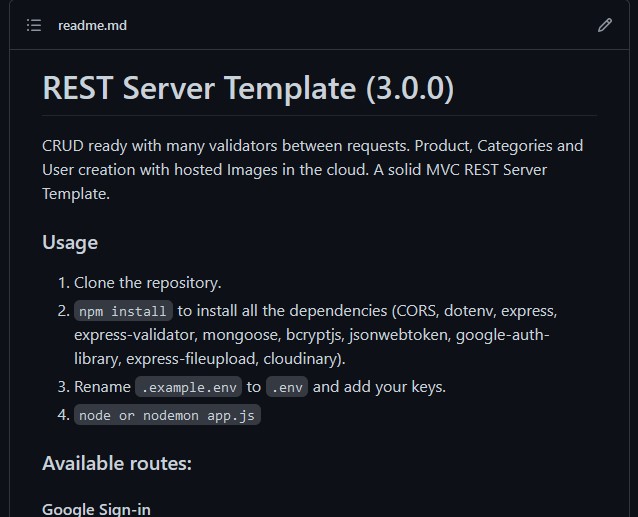 readme.md
REST Server Template (3.0.0)
CRUD ready with many validators between requests. Product, Categories and
User creation with hosted Images in the cloud. A solid MVC REST Server
Template.
Usage
1. Clone the repository.
2. npm install to install all the dependencies (CORS, dotenv, express,
express-validator, mongoose, bcryptjs, jsonwebtoken, google-auth-
library, express-fileupload, cloudinary).
3. Rename .example.env to .env and add your keys.
4. node or nodemon app.js
Available routes:
Google Sign-in